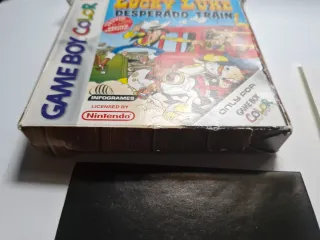 LUCKY LUKE
DESPERADO TRAIN
GAME BOY COLOR
INFOGRAMES
LICENSED BY
Nintendo
ONLY FOR
GAME BOY
COLOR